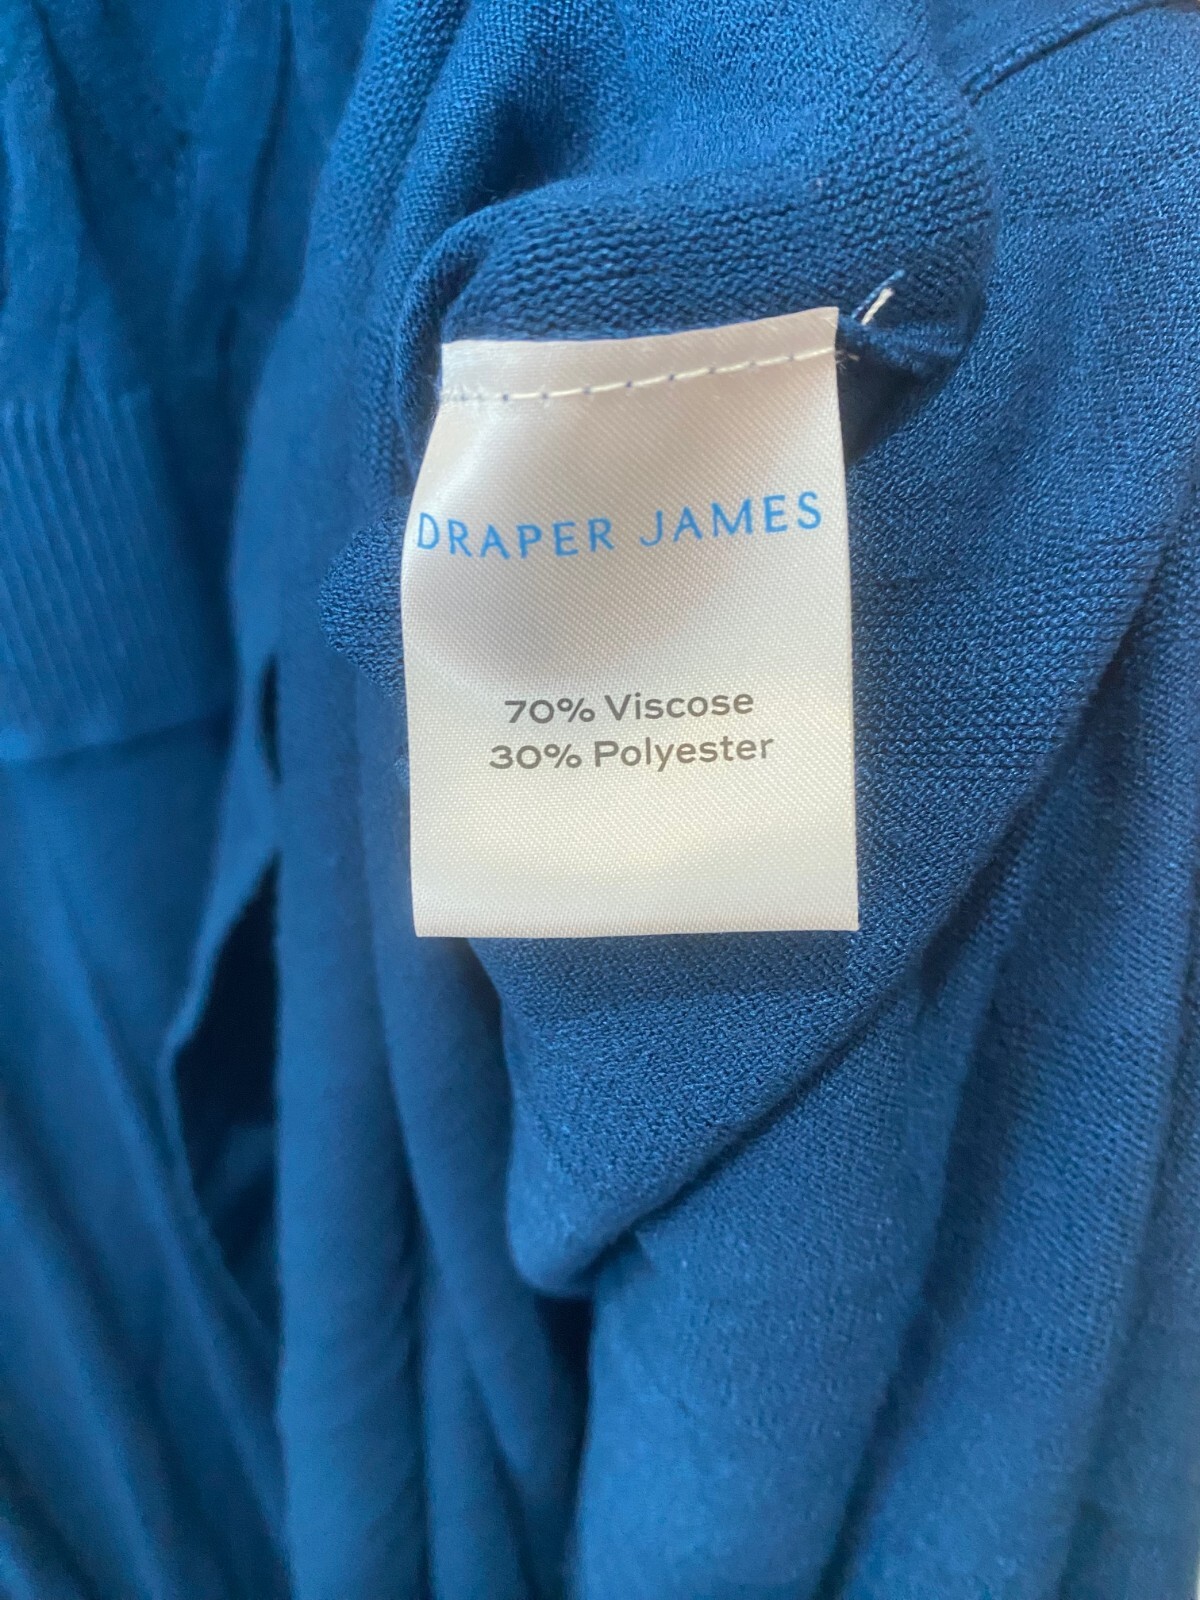 DRAPER JAMES
70% Viscose
30% Polyester